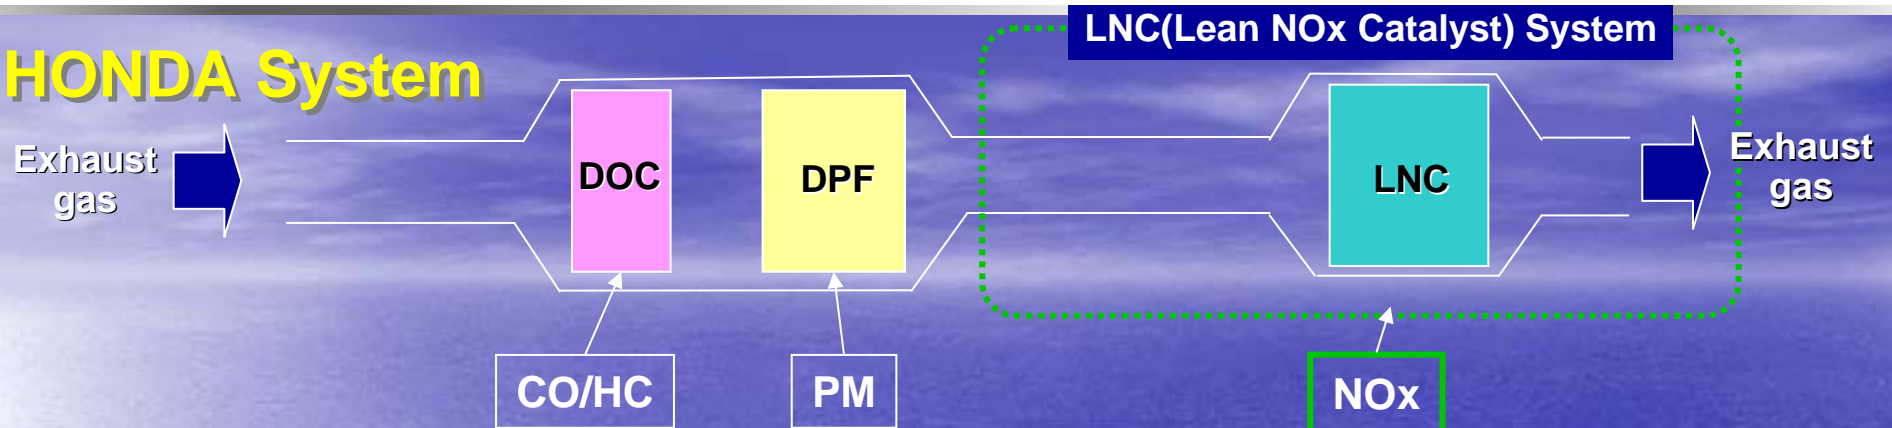 LNC(Lean NOx Catalyst) System
HONDA System
Exhaust
gas
DOC
DPF
LNC
Exhaust
gas
CO/HC
PM
NOx